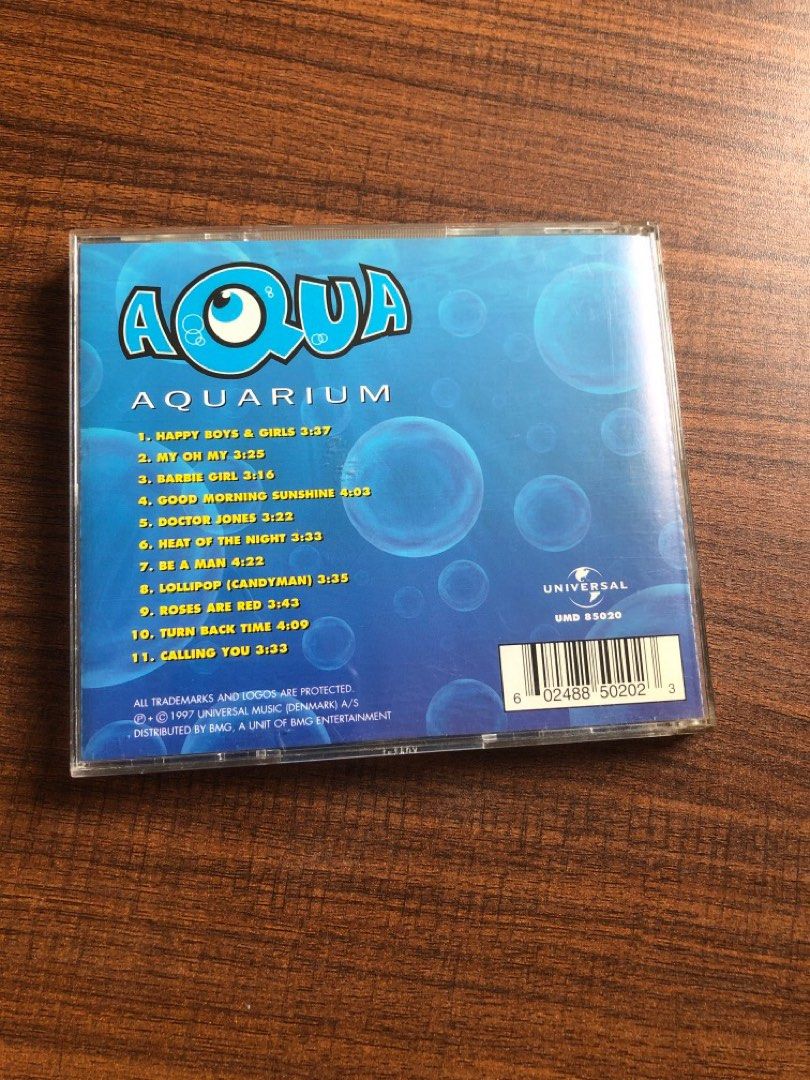 AQUA
AQUARIUM
1. HAPPY BOYS & GIRLS 3:37
2. MY OH MY 3:25
3. BARBIE GIRL 3:16
4. GOOD MORNING SUNSHINE 4:03
5. DOCTOR JONES 3:22
6. HEAT OF THE NIGHT 3:33
7. BE A MAN 4:22
8. LOLLIPOP (CANDYMAN) 3:35
9. ROSES ARE RED 3:43
10. TURN BACK TIME 4:09
11. CALLING YOU 3:33
UNIVERSAL
UMD 85020
6 02488 50202 3
ALL TRADEMARKS AND LOGOS ARE PROTECTED.
℗ + © 1997 UNIVERSAL MUSIC (DENMARK) A/S
DISTRIBUTED BY BMG, A UNIT OF BMG ENTERTAINMENT